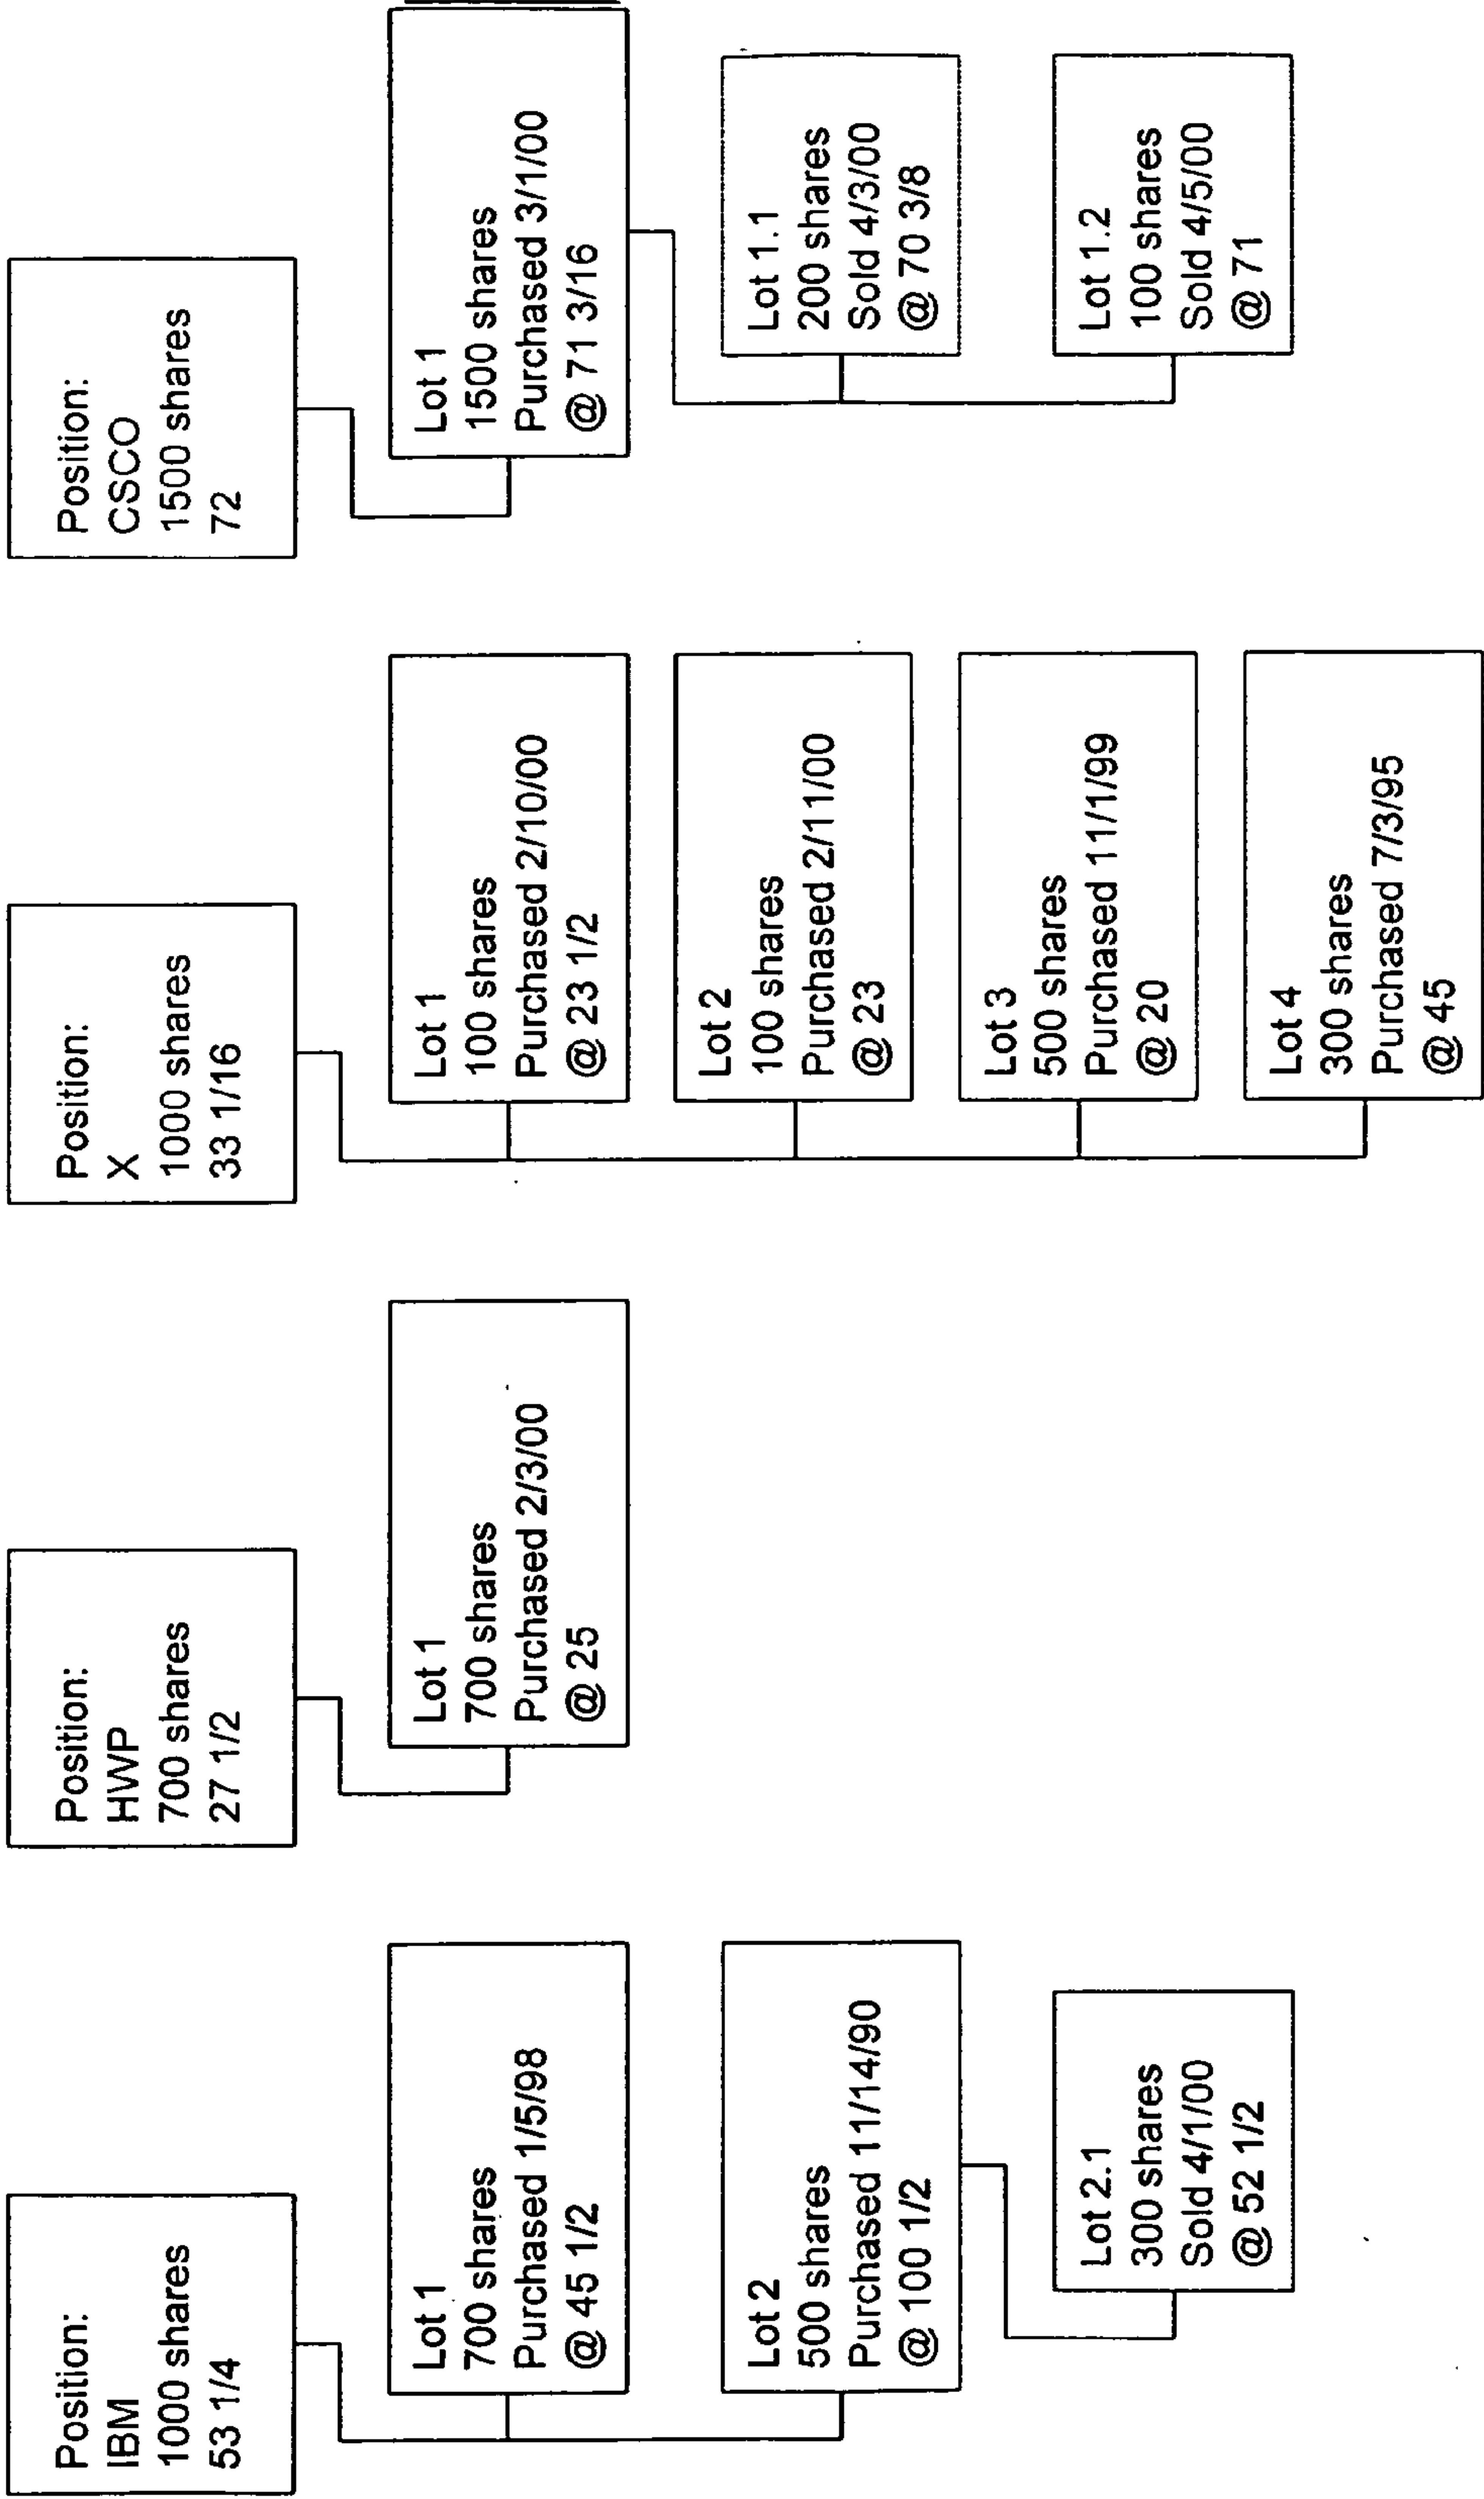 Position:
IBM
1000 shares
53 1/4
Lot 1
700 shares
Purchased 1/5/98
@ 45 1/2
Lot 2
500 shares
Purchased 11/14/90
@ 100 1/2
Lot 2.1
300 shares
Sold 4/1/00
@ 52 1/2
Position:
HWP
700 shares
27 1/2
Lot 1
700 shares
Purchased 2/3/00
@ 25
Position:
X
1000 shares
33 1/16
Lot 1
100 shares
Purchased 2/10/00
@ 23 1/2
Lot 2
100 shares
Purchased 2/11/00
@ 23
Lot 3
500 shares
Purchased 11/1/99
@ 20
Lot 4
300 shares
Purchased 7/3/95
@ 45
Position:
CSCO
1500 shares
72
Lot 1
1500 shares
Purchased 3/1/00
@ 71 3/16
Lot 1.1
200 shares
Sold 4/3/00
@ 70 3/8
Lot 1.2
100 shares
Sold 4/5/00
@ 71